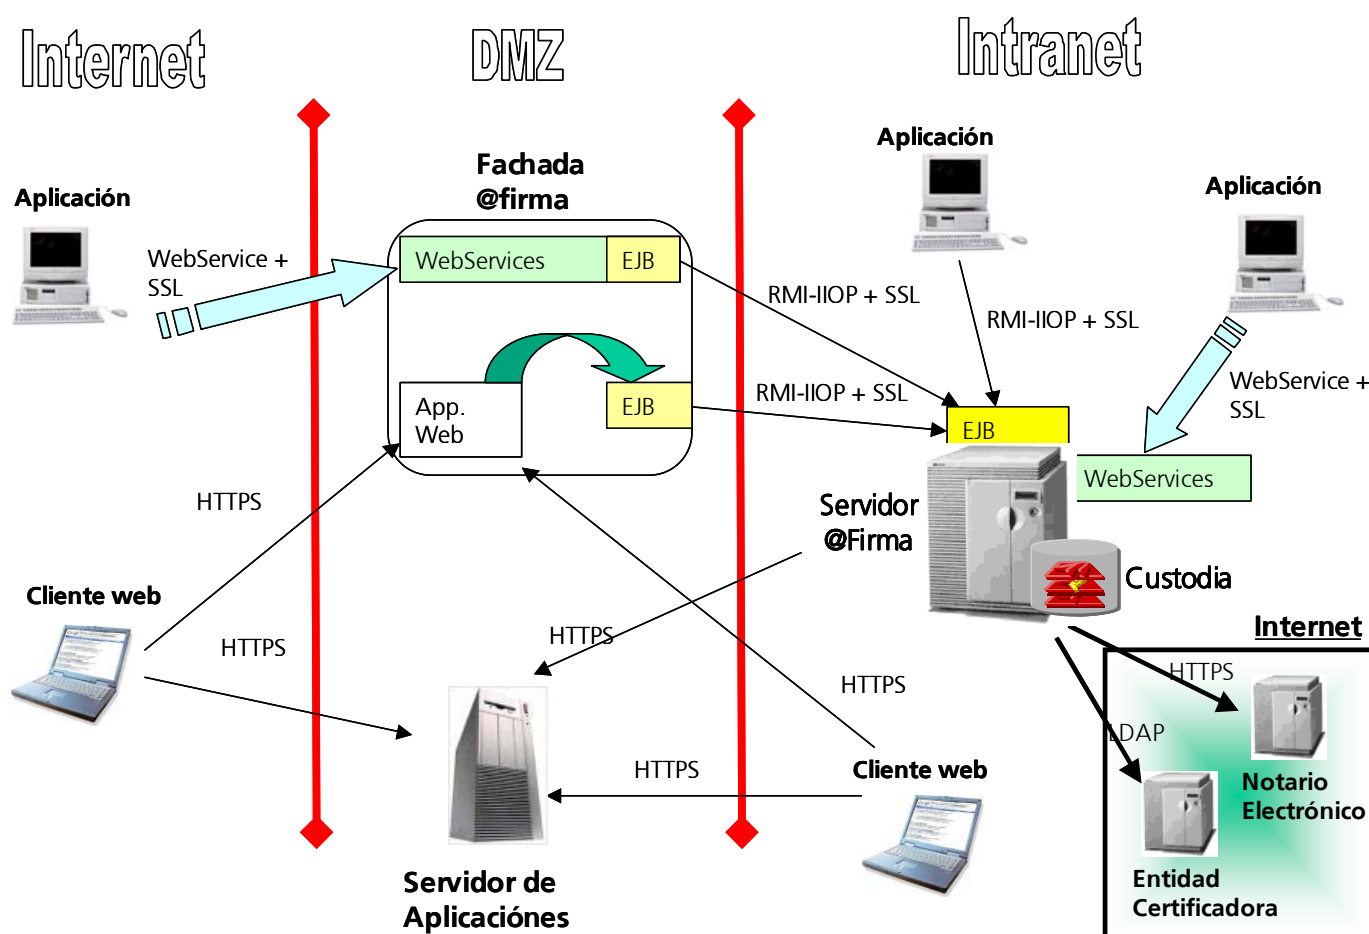 Internet
DMZ
Intranet
Aplicación
Fachada
@firma
Aplicación
Aplicación
WebService +
SSL
WebServices
EJB
RMI-IIOP + SSL
RMI-IIOP + SSL
WebService +
SSL
App.
Web
EJB
RMI-IIOP + SSL
EJB
WebServices
HTTPS
Servidor
@Firma
Custodia
Cliente web
HTTPS
HTTPS
HTTPS
Internet
HTTPS
LDAP
HTTPS
Cliente web
Notario
Electrónico
Servidor de
Aplicaciónes
Entidad
Certificadora